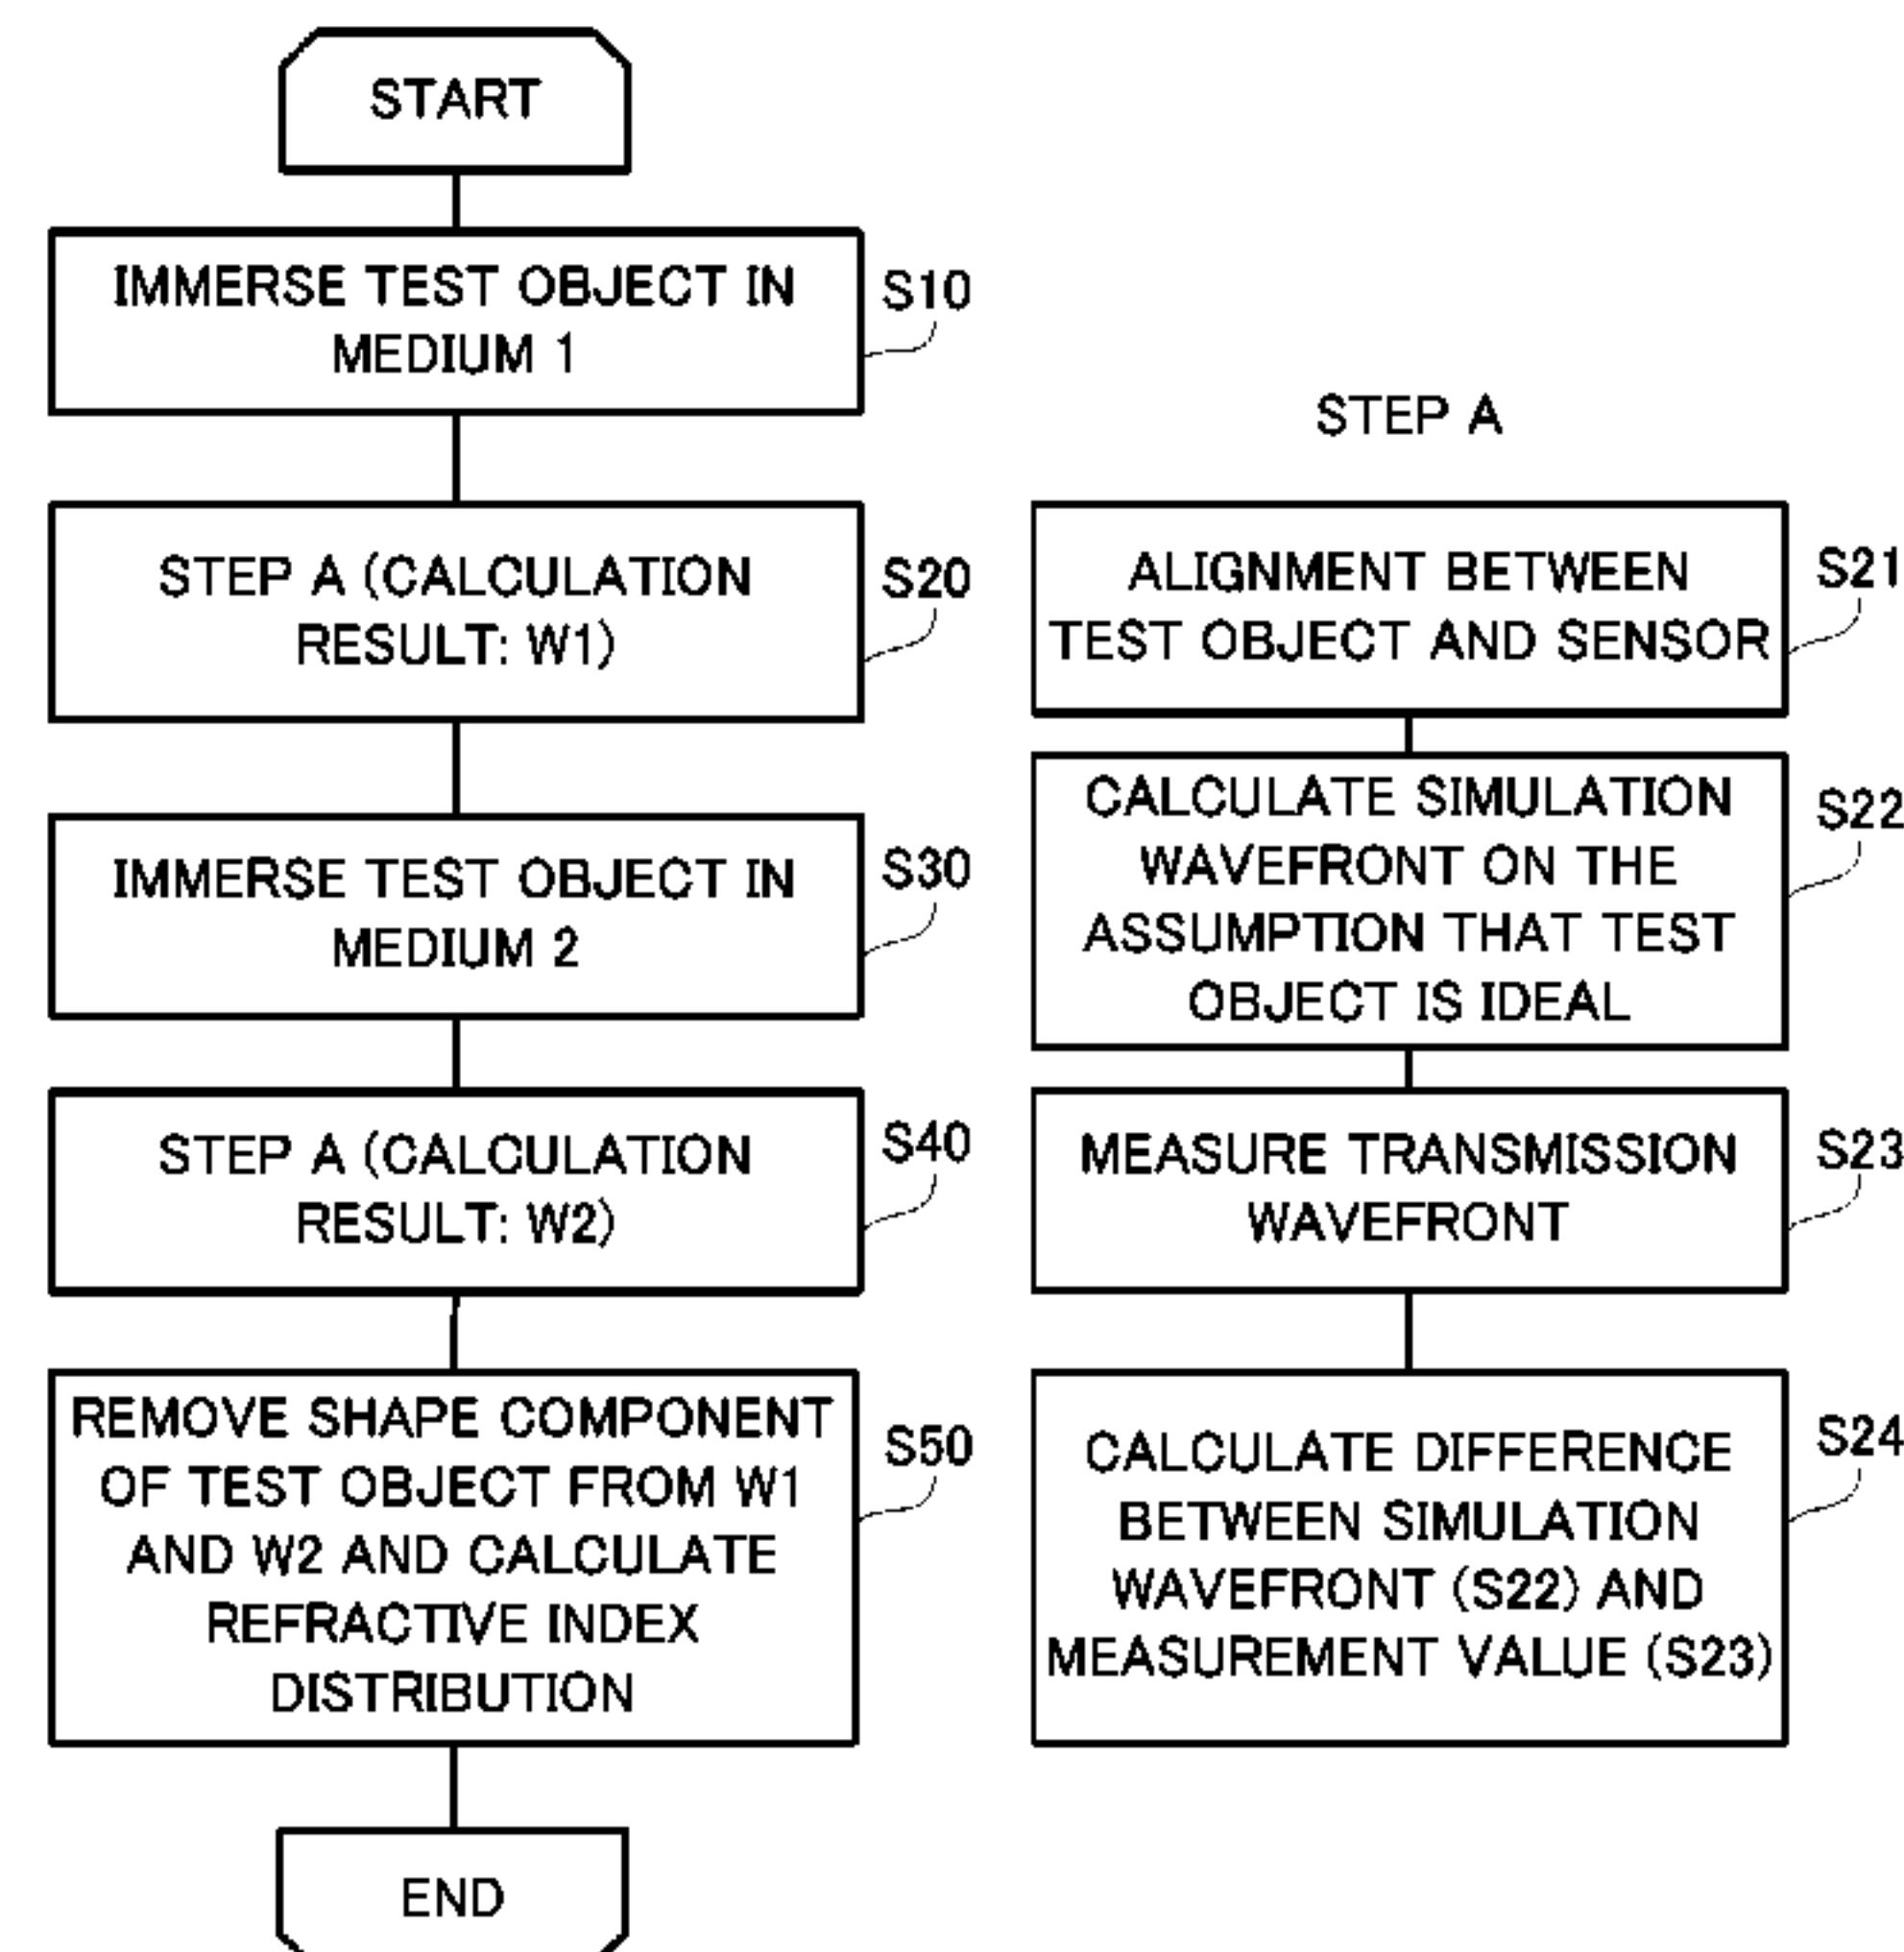 START
IMMERSE TEST OBJECT IN
MEDIUM 1
S10
STEP A (CALCULATION
RESULT: W1)
S20
IMMERSE TEST OBJECT IN
MEDIUM 2
S30
STEP A (CALCULATION
RESULT: W2)
S40
REMOVE SHAPE COMPONENT
OF TEST OBJECT FROM W1
AND W2 AND CALCULATE
REFRACTIVE INDEX
DISTRIBUTION
S50
END
STEP A
ALIGNMENT BETWEEN
TEST OBJECT AND SENSOR
S21
CALCULATE SIMULATION
WAVEFRONT ON THE
ASSUMPTION THAT TEST
OBJECT IS IDEAL
S22
MEASURE TRANSMISSION
WAVEFRONT
S23
CALCULATE DIFFERENCE
BETWEEN SIMULATION
WAVEFRONT (S22) AND
MEASUREMENT VALUE (S23)
S24